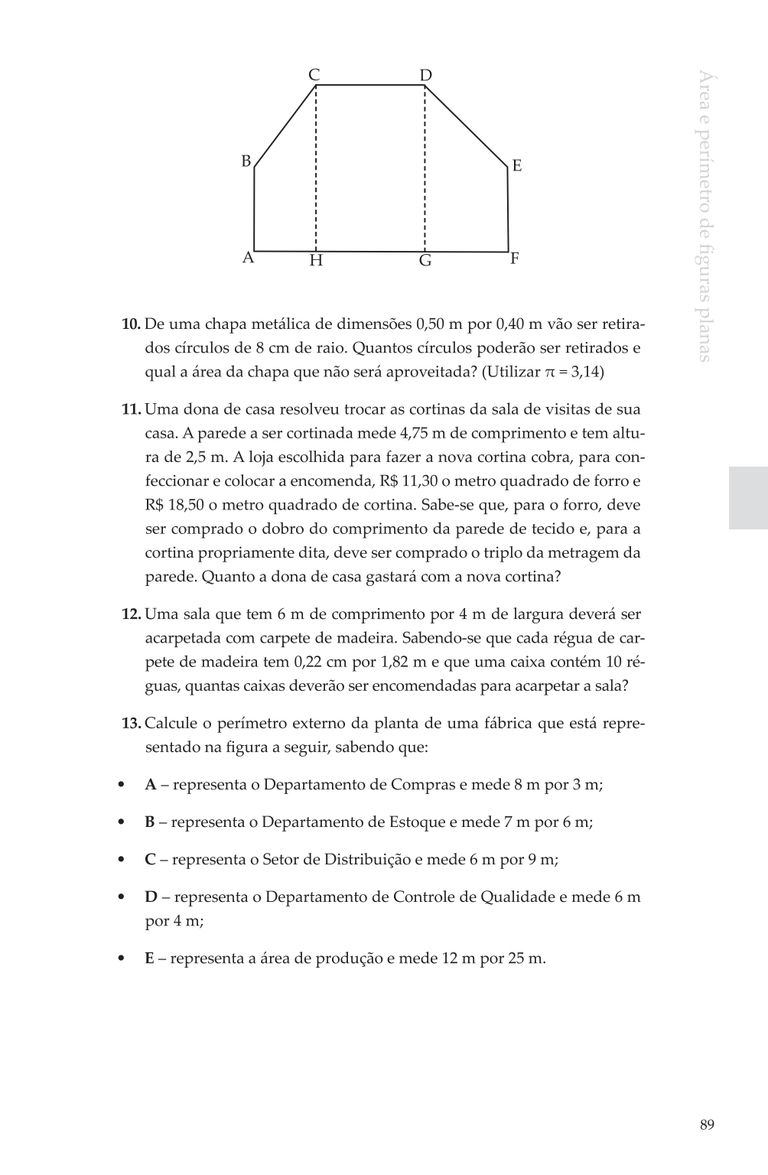 C D
B E
A H G F
Área e perímetro de figuras planas
10. De uma chapa metálica de dimensões 0,50 m por 0,40 m vão ser retira-
dos círculos de 8 cm de raio. Quantos círculos poderão ser retirados e
qual a área da chapa que não será aproveitada? (Utilizar π = 3,14)
11. Uma dona de casa resolveu trocar as cortinas da sala de visitas de sua
casa. A parede a ser cortinada mede 4,75 m de comprimento e tem altu-
ra de 2,5 m. A loja escolhida para fazer a nova cortina cobra, para con-
feccionar e colocar a encomenda, R$ 11,30 o metro quadrado de forro e
R$ 18,50 o metro quadrado de cortina. Sabe-se que, para o forro, deve
ser comprado o dobro do comprimento da parede de tecido e, para a
cortina propriamente dita, deve ser comprado o triplo da metragem da
parede. Quanto a dona de casa gastará com a nova cortina?
12. Uma sala que tem 6 m de comprimento por 4 m de largura deverá ser
acarpetada com carpete de madeira. Sabendo-se que cada régua de car-
pete de madeira tem 0,22 cm por 1,82 m e que uma caixa contém 10 ré-
guas, quantas caixas deverão ser encomendadas para acarpetar a sala?
13. Calcule o perímetro externo da planta de uma fábrica que está repre-
sentado na figura a seguir, sabendo que:
• A – representa o Departamento de Compras e mede 8 m por 3 m;
• B – representa o Departamento de Estoque e mede 7 m por 6 m;
• C – representa o Setor de Distribuição e mede 6 m por 9 m;
• D – representa o Departamento de Controle de Qualidade e mede 6 m
por 4 m;
• E – representa a área de produção e mede 12 m por 25 m.
89